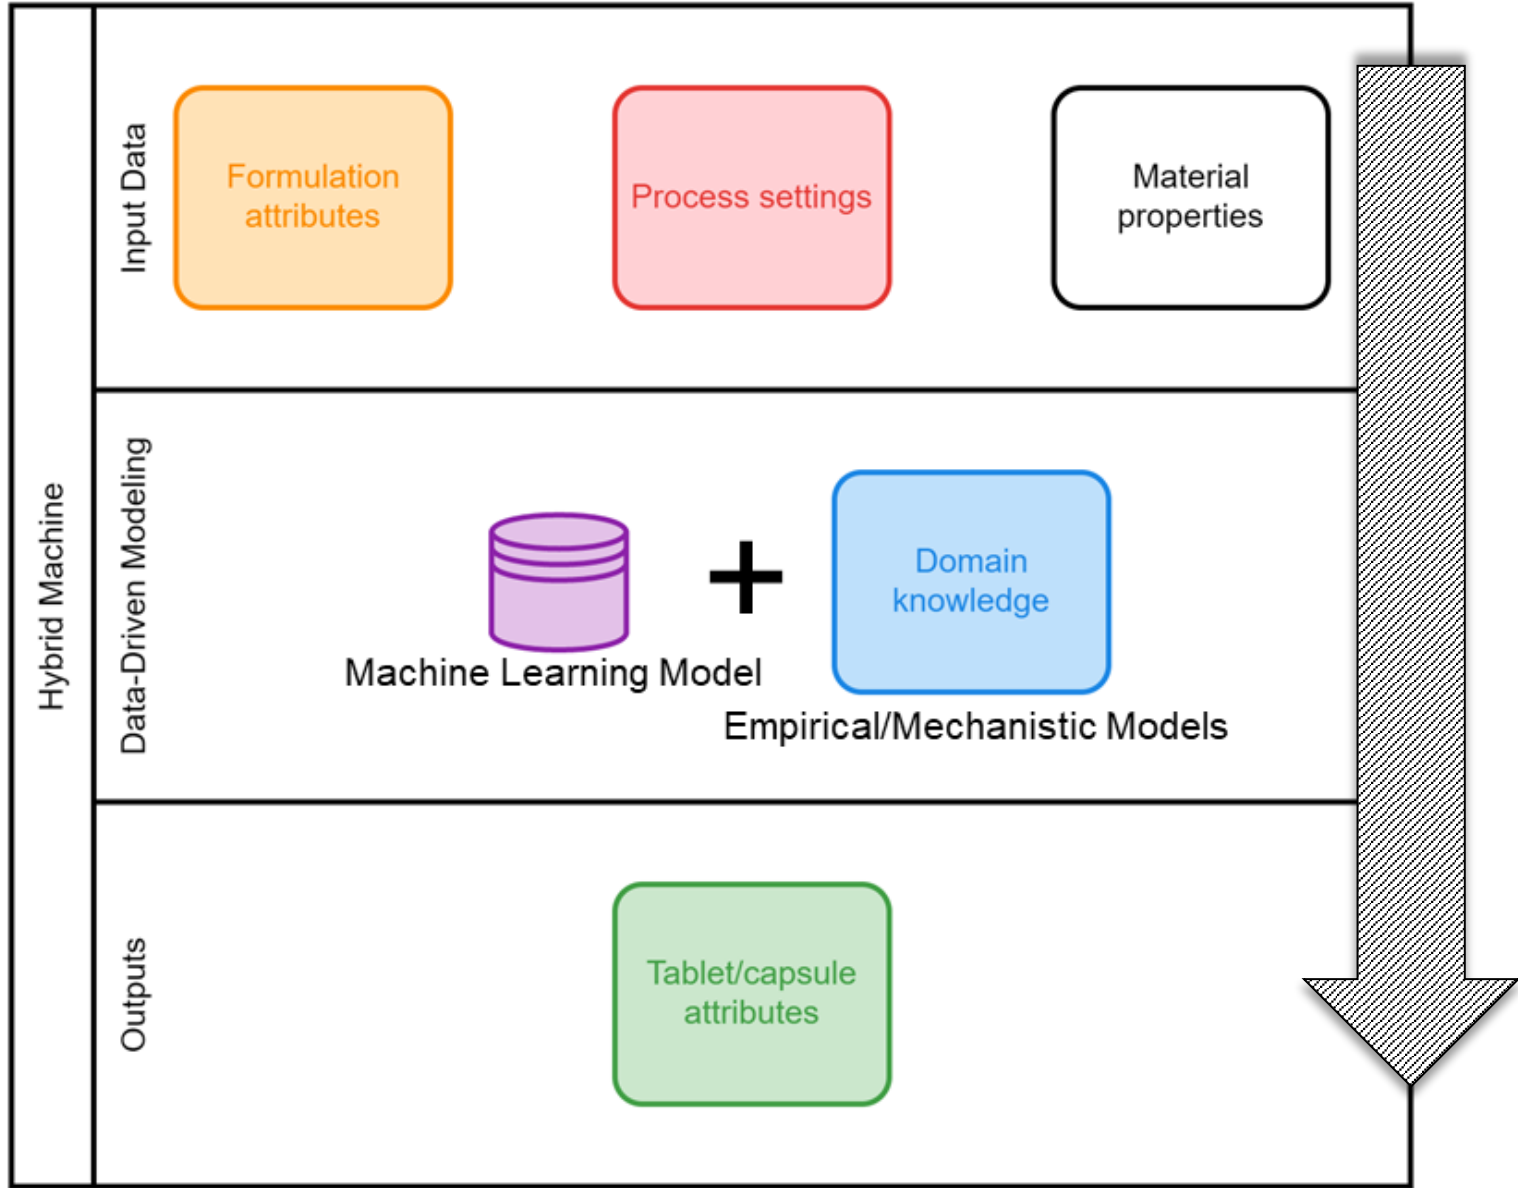 Hybrid Machine
Input Data
Formulation
attributes
Process settings
Material
properties
Data-Driven Modeling
Machine Learning Model
Domain
knowledge
Empirical/Mechanistic Models
Outputs
Tablet/capsule
attributes